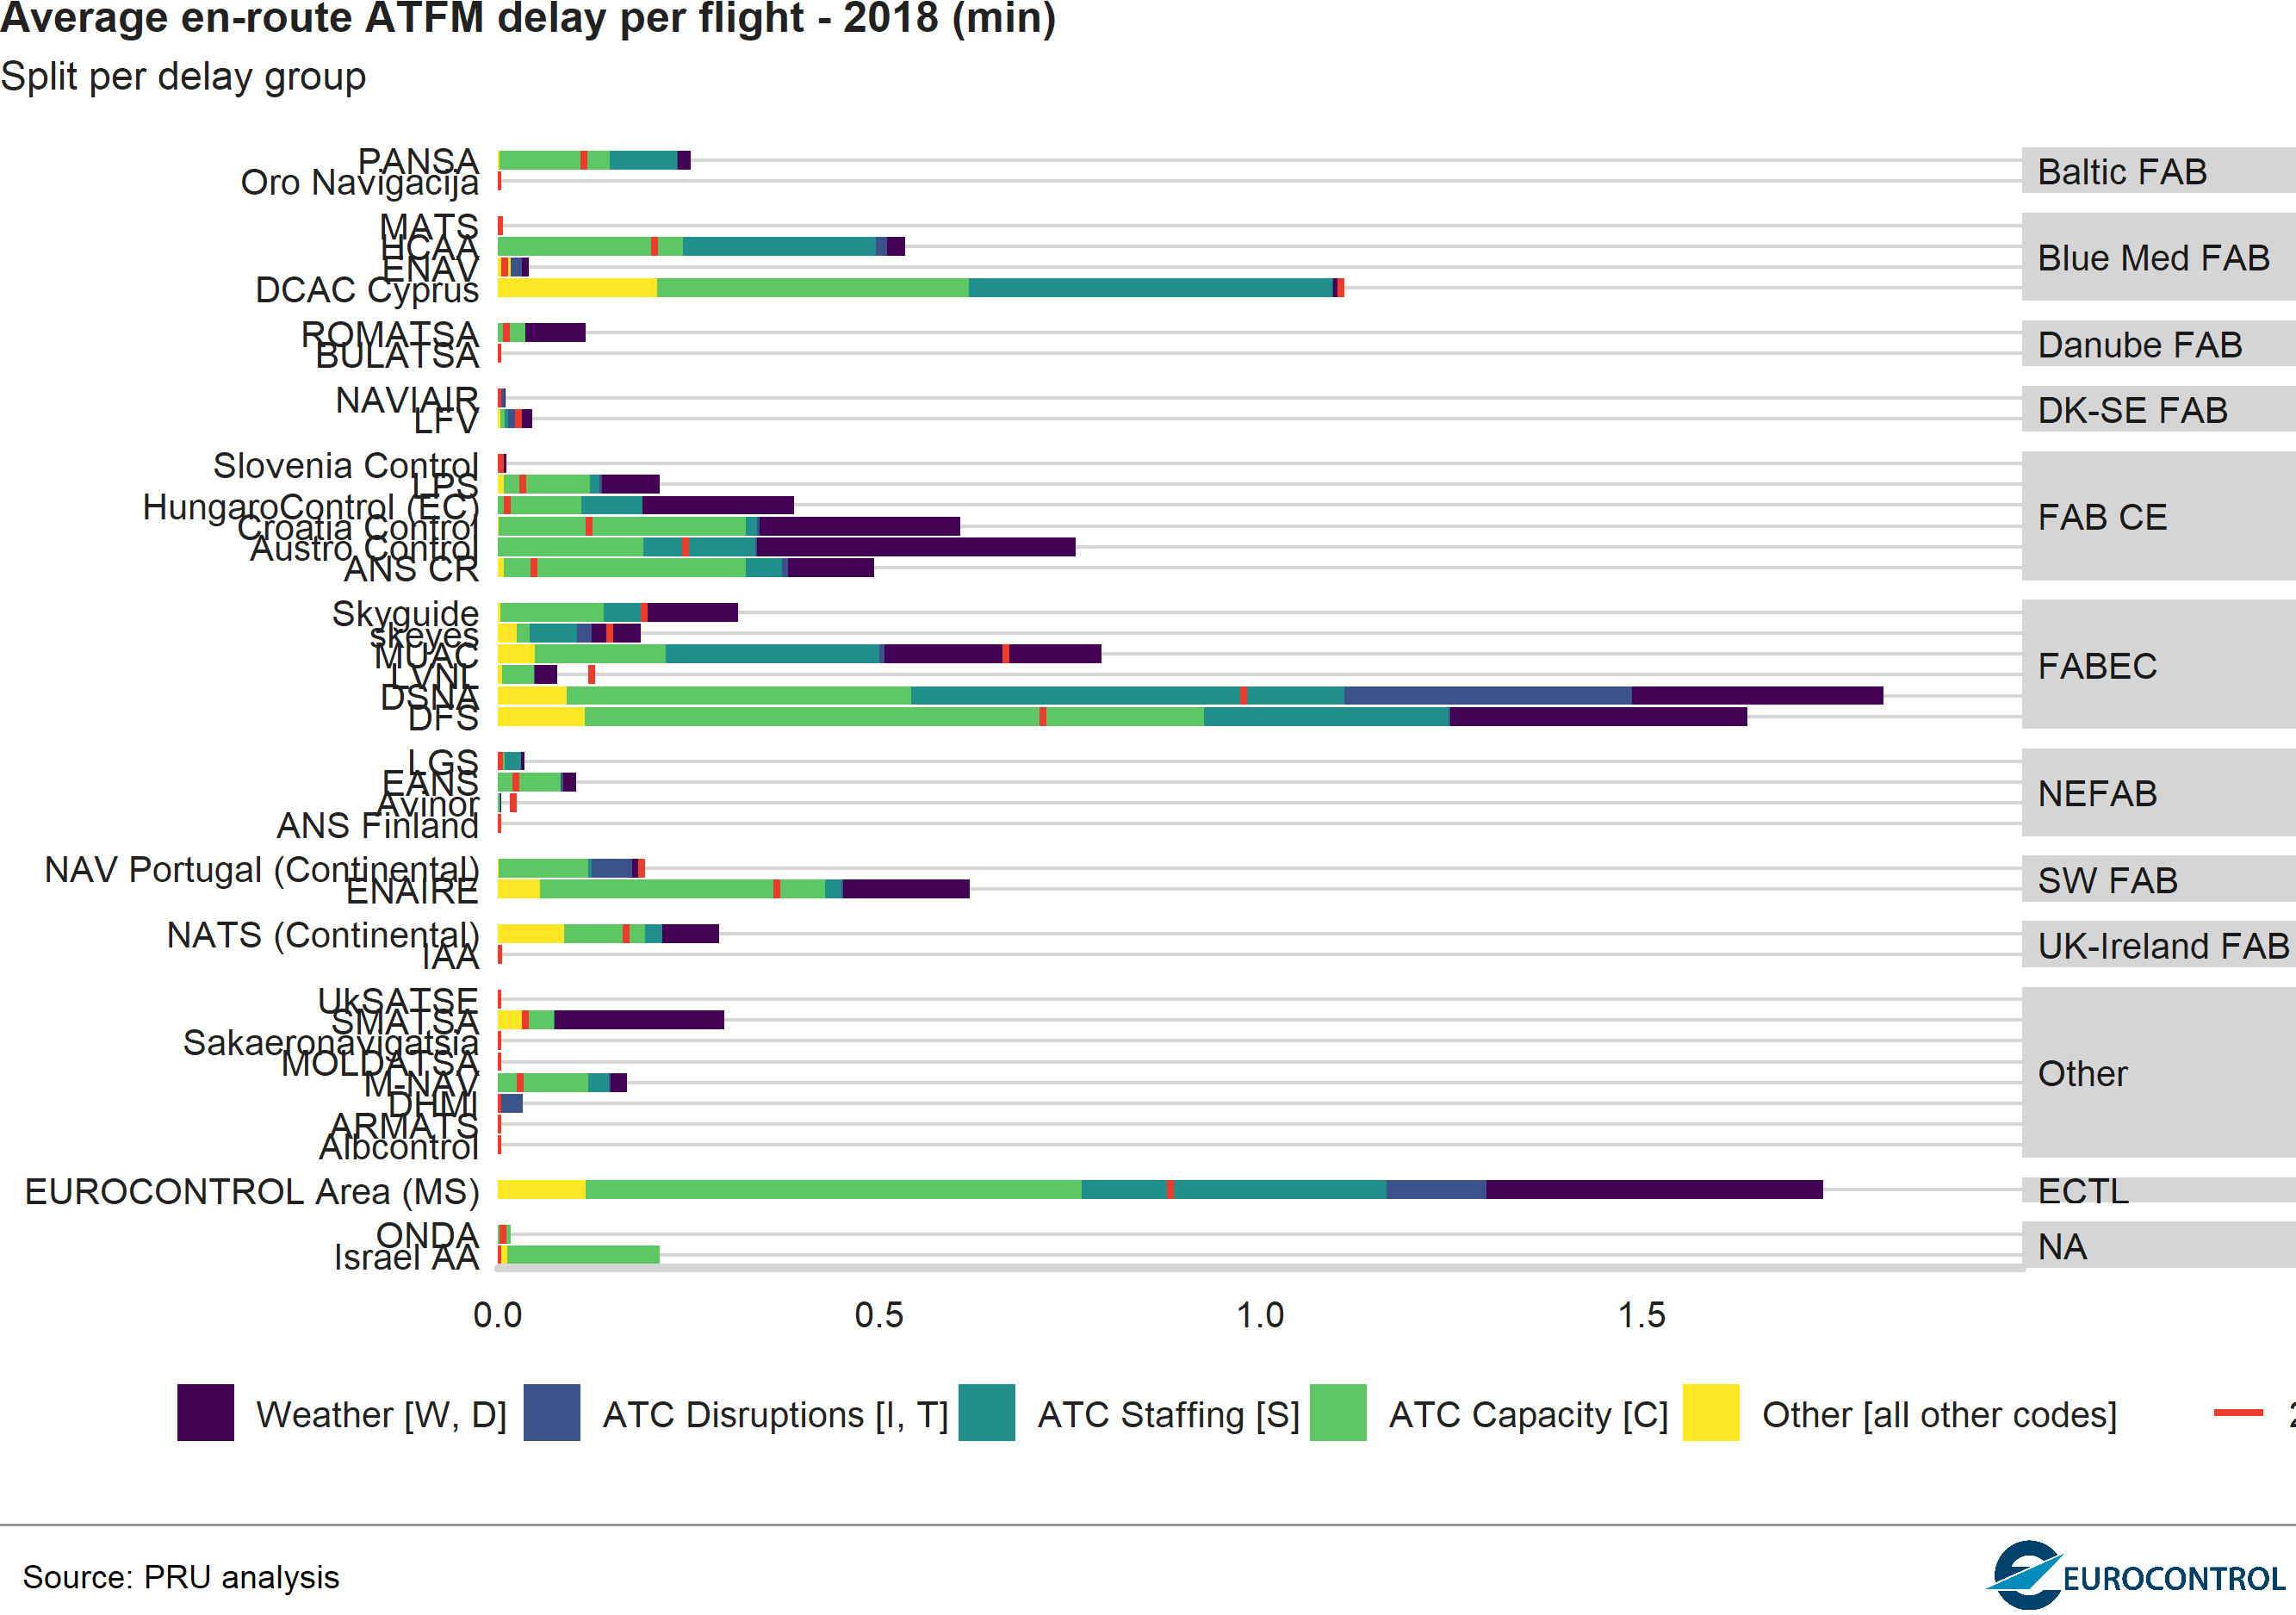 Average en-route ATFM delay per flight - 2018 (min)
Split per delay group
PANSA
Oro Navigacija
Baltic FAB
MATS
HCAA
ENAV
DCAC Cyprus
Blue Med FAB
ROMATSA
BULATSA
Danube FAB
NAVIAIR
LFV
DK-SE FAB
Slovenia Control
LPS
HungaroControl (EC)
Croatia Control
Austro Control
ANS CR
FAB CE
Skyguide
skeyes
MUAC
LVNL
DSNA
DFS
FABEC
LGS
EANS
Avinor
ANS Finland
NEFAB
NAV Portugal (Continental)
ENAIRE
SW FAB
NATS (Continental)
IAA
UK-Ireland FAB
UkSATSE
SMATSA
Sakaeronavigatsia
MOLDATSA
M-NAV
DHMI
ARMATS
Albcontrol
Other
EUROCONTROL Area (MS)
ECTL
ONDA
Israel AA
NA
0.0 0.5 1.0 1.5
Weather [W, D] ATC Disruptions [I, T] ATC Staffing [S] ATC Capacity [C] Other [all other codes]
Source: PRU analysis
EUROCONTROL